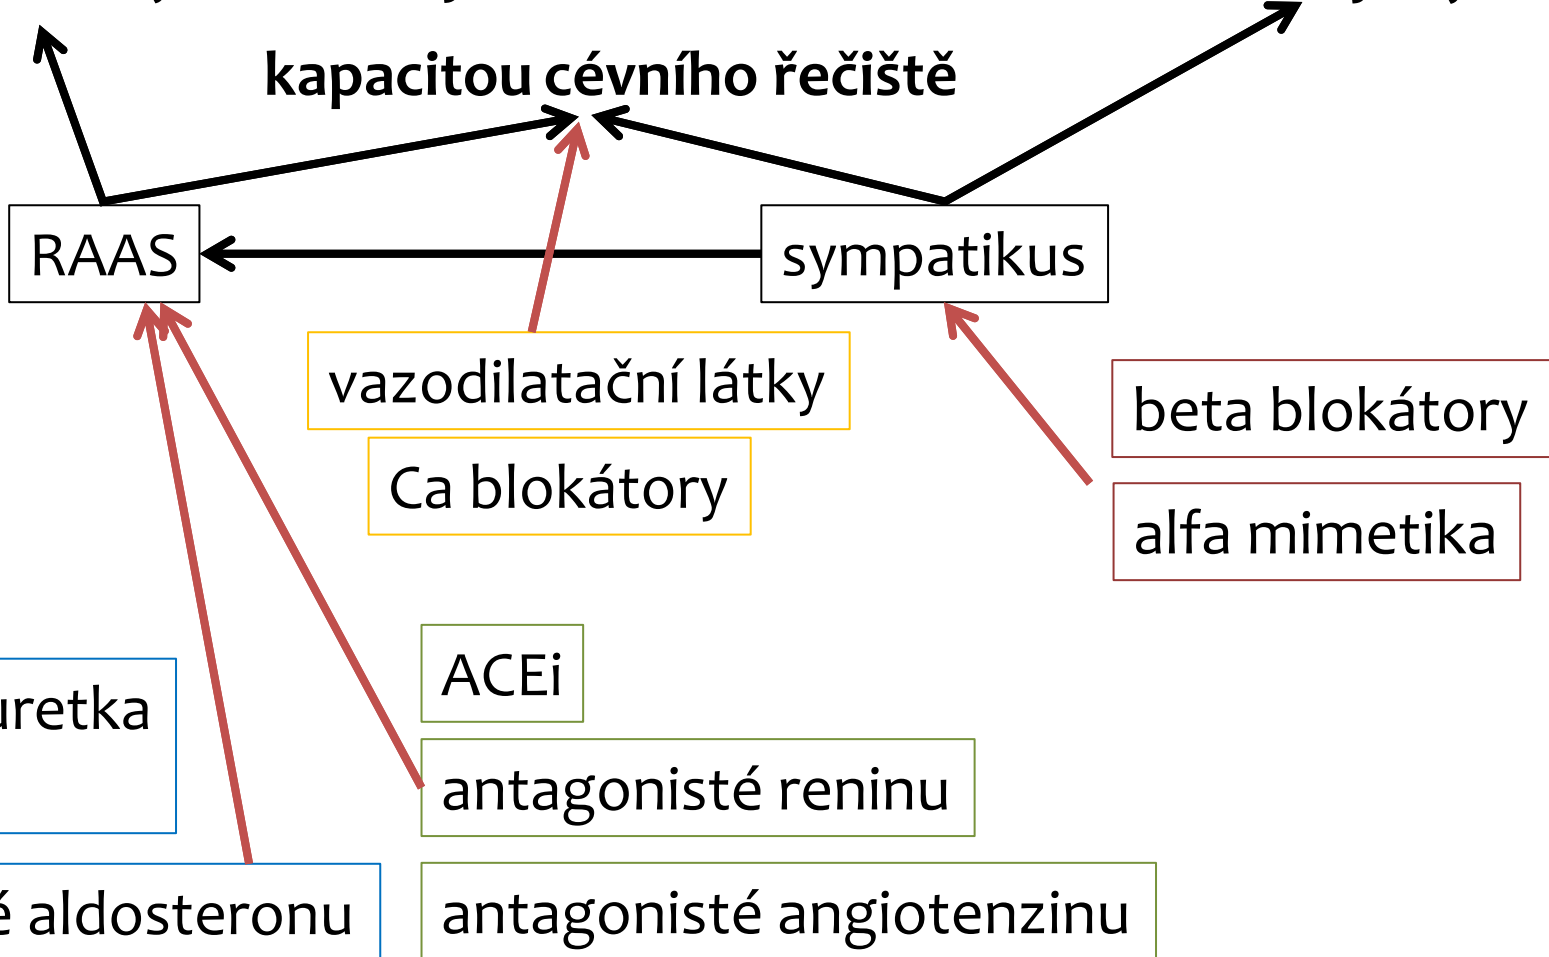 kapacitou cévního řečiště
RAAS
sympatikus
vazodilatační látky
beta blokátory
Ca blokátory
alfa mimetika
ACEi
antagonisté reninu
aldosteronu
antagonisté angiotenzinu